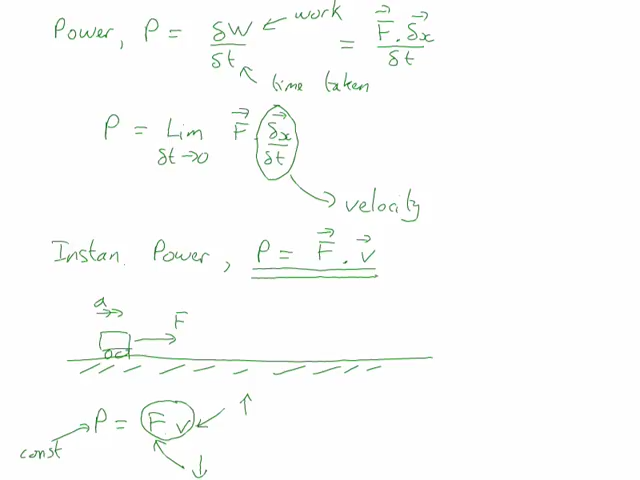 Power, P = δW/δt ← work = F⃗ . δx⃗/δt
time taken
P = Lim δt→0 F⃗ . δx⃗/δt
velocity
Instan. Power, P = F⃗ . v⃗
a
F
P = F v ↑
const
↓